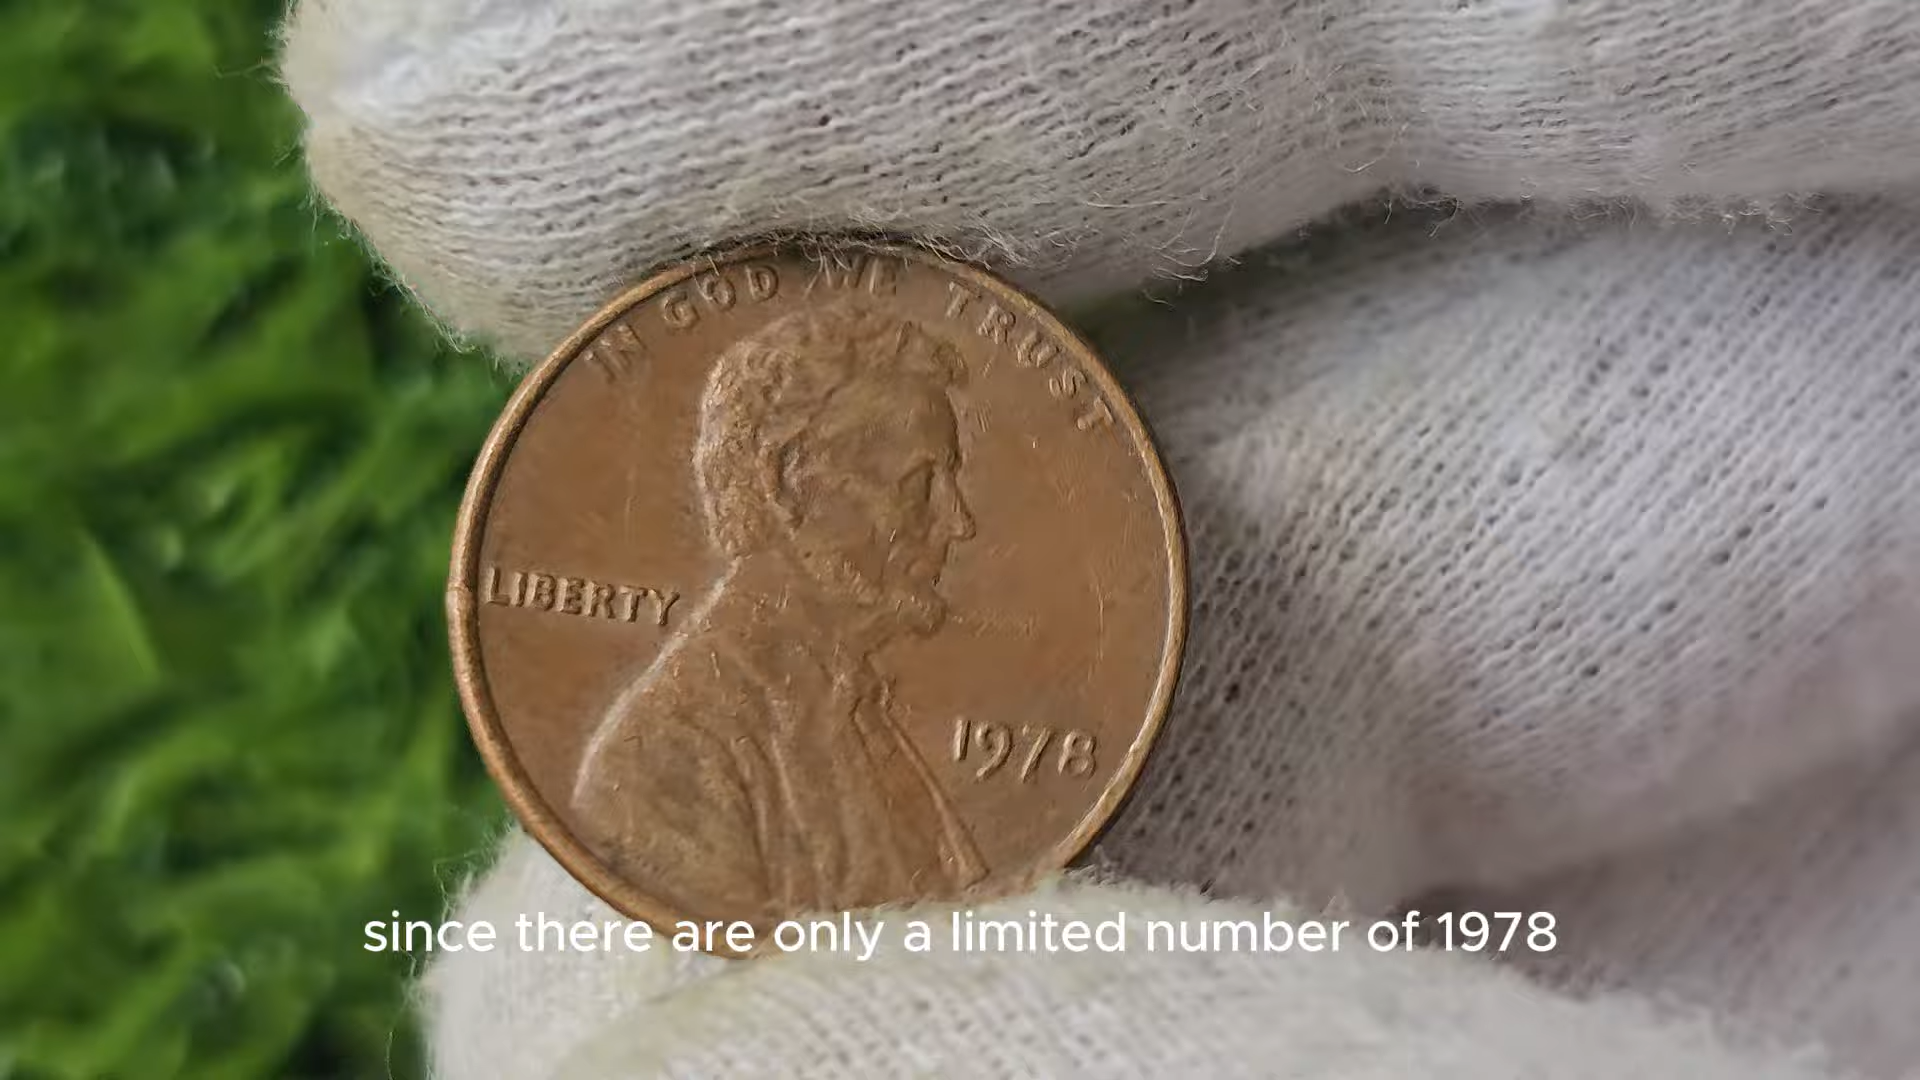 IN GOD WE TRUST
LIBERTY
1978
since there are only a limited number of 1978